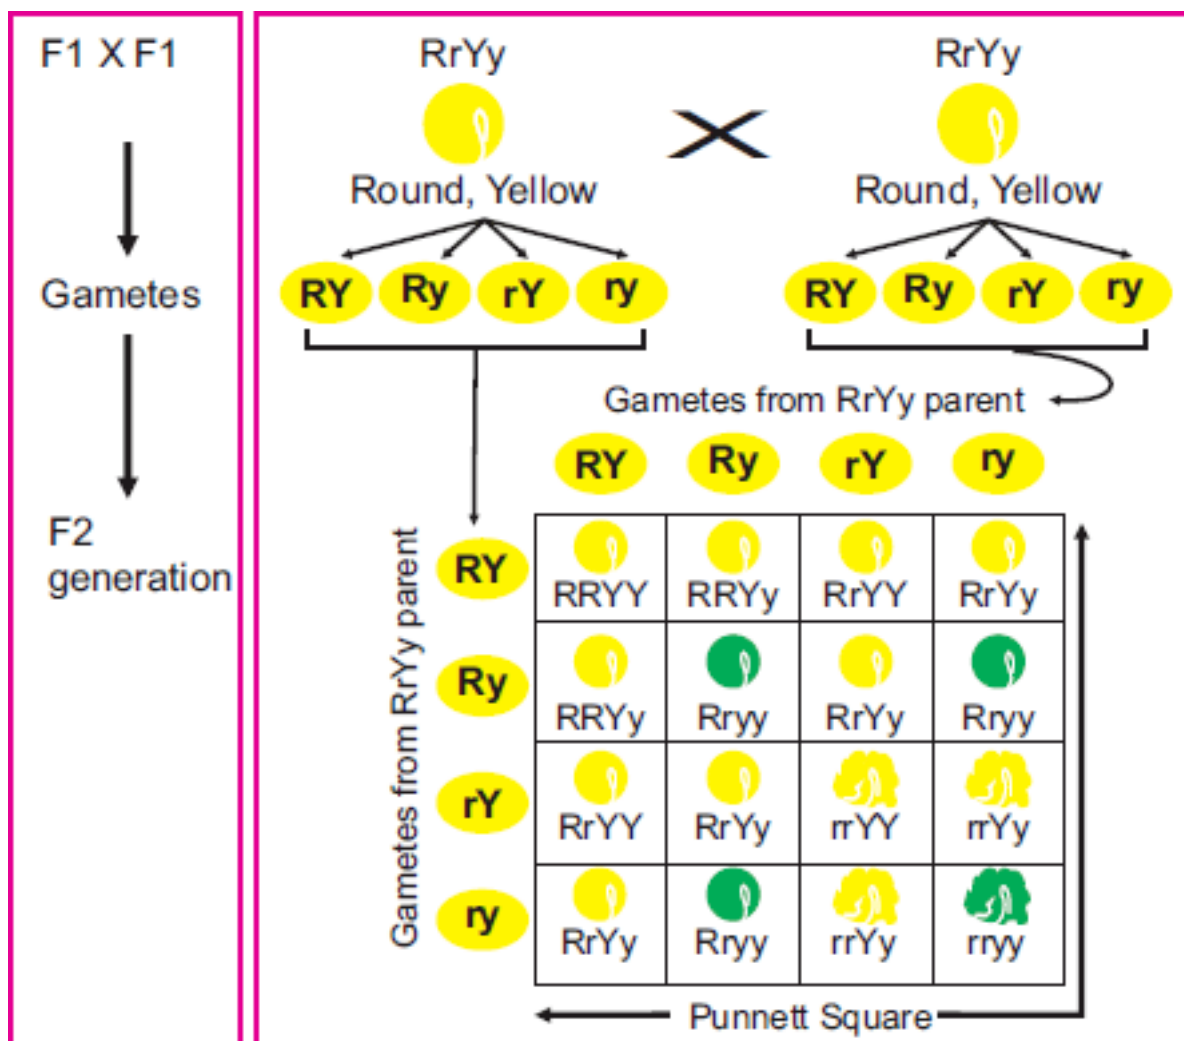 F1 X F1
Gametes
F2
generation
RrYy
RrYy
Round, Yellow
Round, Yellow
RY Ry rY ry
RY Ry rY ry
Gametes from RrYy parent
RY Ry rY ry
Gametes from RrYy parent
RY
RRYY RRYy RrYY RrYy
Ry
RRYy Rryy RrYy Rryy
rY
RrYY RrYy rrYY rrYy
ry
RrYy Rryy rrYy rryy
Punnett Square